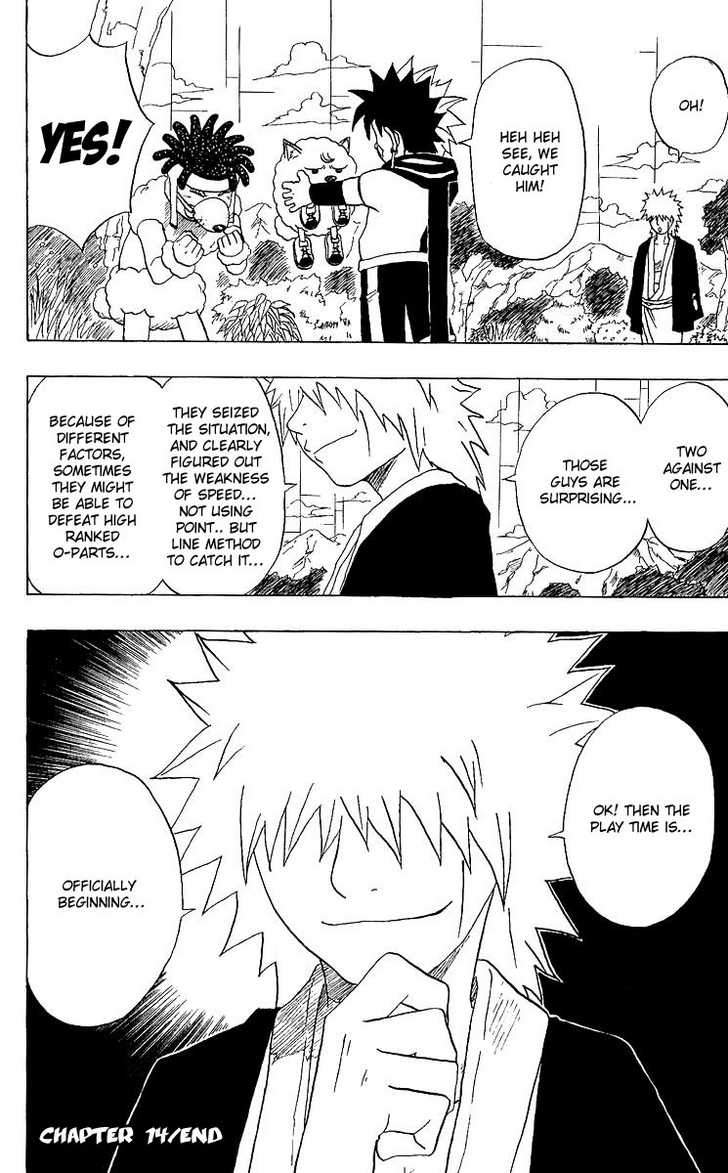 OH!
HEH HEH
SEE, WE
CAUGHT
HIM!
YES!
TWO
AGAINST
ONE...
THOSE
GUYS ARE
SURPRISING...
THEY SEIZED
THE SITUATION,
AND CLEARLY
FIGURED OUT
THE WEAKNESS
OF SPEED...
NOT USING
POINT.. BUT
LINE METHOD
TO CATCH IT...
BECAUSE OF
DIFFERENT
FACTORS,
SOMETIMES
THEY MIGHT
BE ABLE TO
DEFEAT HIGH
RANKED
O-PARTS...
OK! THEN THE
PLAY TIME IS...
OFFICIALLY
BEGINNING...
CHAPTER 14/END